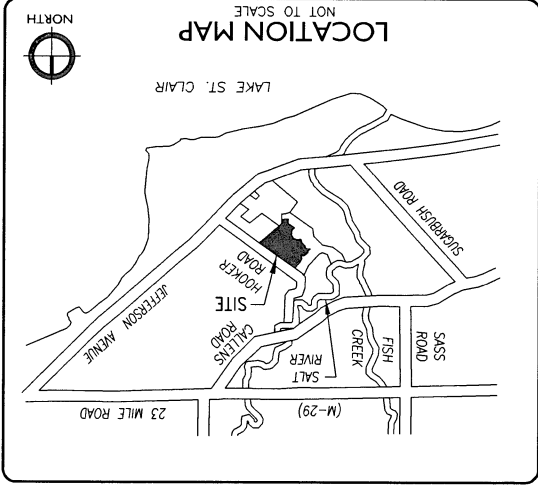 (M-29)
23 MILE ROAD
SASS
ROAD
FISH
CREEK
SALT
RIVER
CALLENS
ROAD
SITE
HOOKER
ROAD
JEFFERSON AVENUE
SUGARBUSH ROAD
LAKE ST. CLAIR
LOCATION MAP
NOT TO SCALE
NORTH